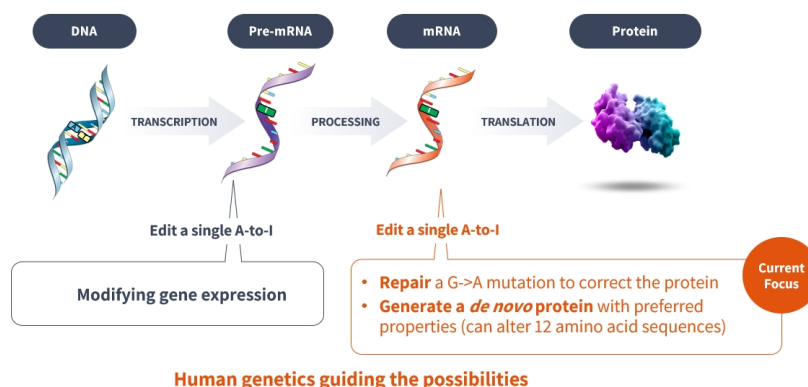 DNA
Pre-mRNA
mRNA
Protein
TRANSCRIPTION
PROCESSING
TRANSLATION
Edit a single A-to-I
Edit a single A-to-I
Modifying gene expression
• Repair a G->A mutation to correct the protein
• Generate a de novo protein with preferred
properties (can alter 12 amino acid sequences)
Current
Focus
Human genetics guiding the possibilities